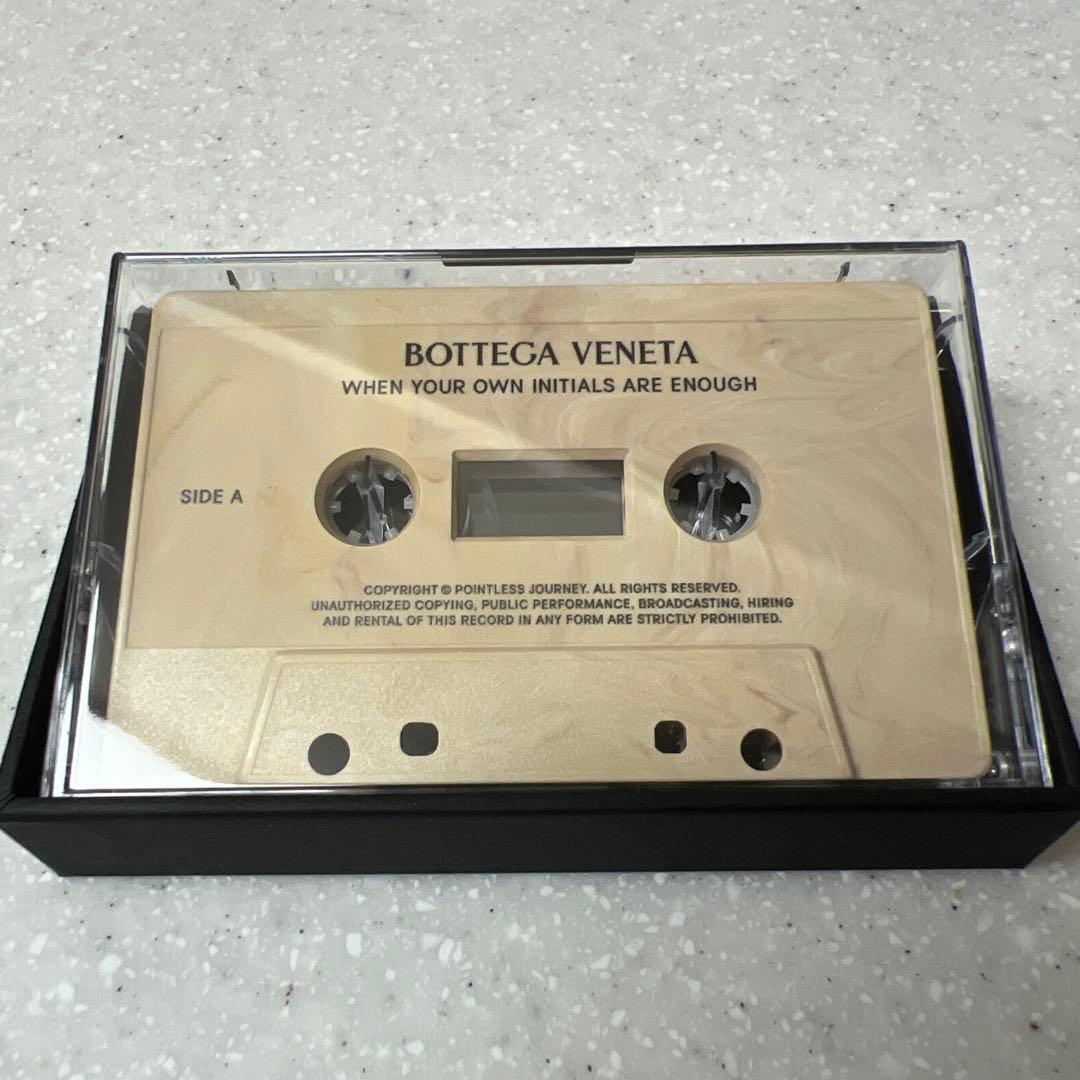 BOTTEGA VENETA
WHEN YOUR OWN INITIALS ARE ENOUGH
SIDE A
COPYRIGHT © POINTLESS JOURNEY. ALL RIGHTS RESERVED.
UNAUTHORIZED COPYING, PUBLIC PERFORMANCE, BROADCASTING, HIRING
AND RENTAL OF THIS RECORD IN ANY FORM ARE STRICTLY PROHIBITED.